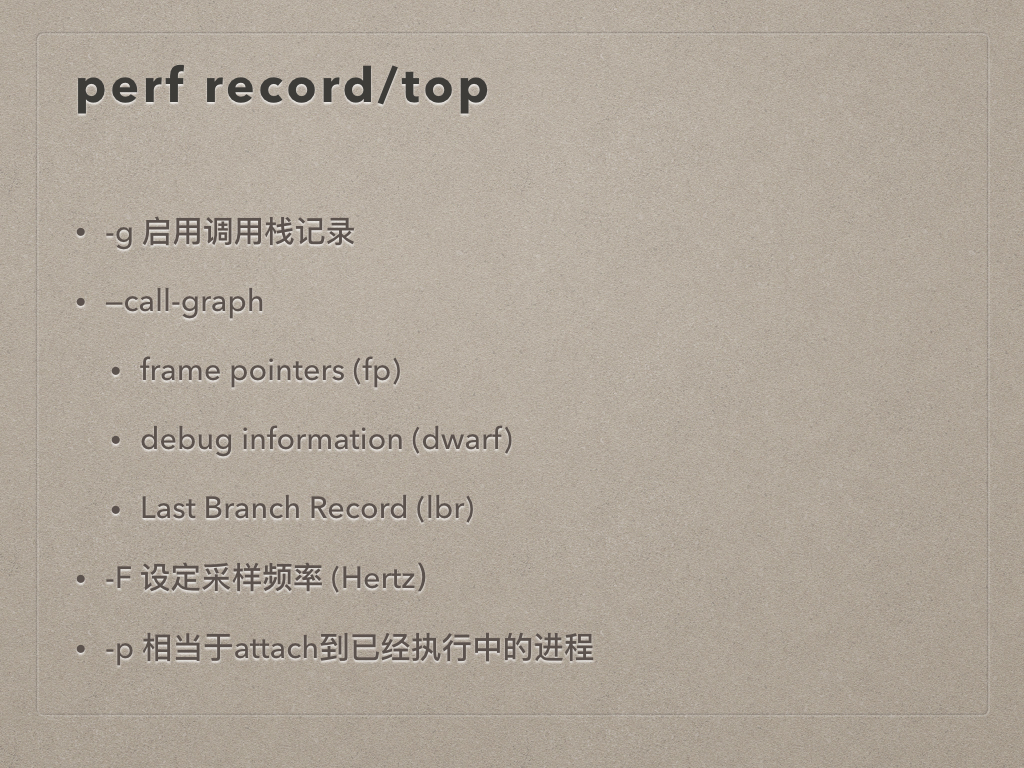 perf record/top
• -g 启用调用栈记录
• —call-graph
• frame pointers (fp)
• debug information (dwarf)
• Last Branch Record (lbr)
• -F 设定采样频率 (Hertz）
• -p 相当于attach到已经执行中的进程